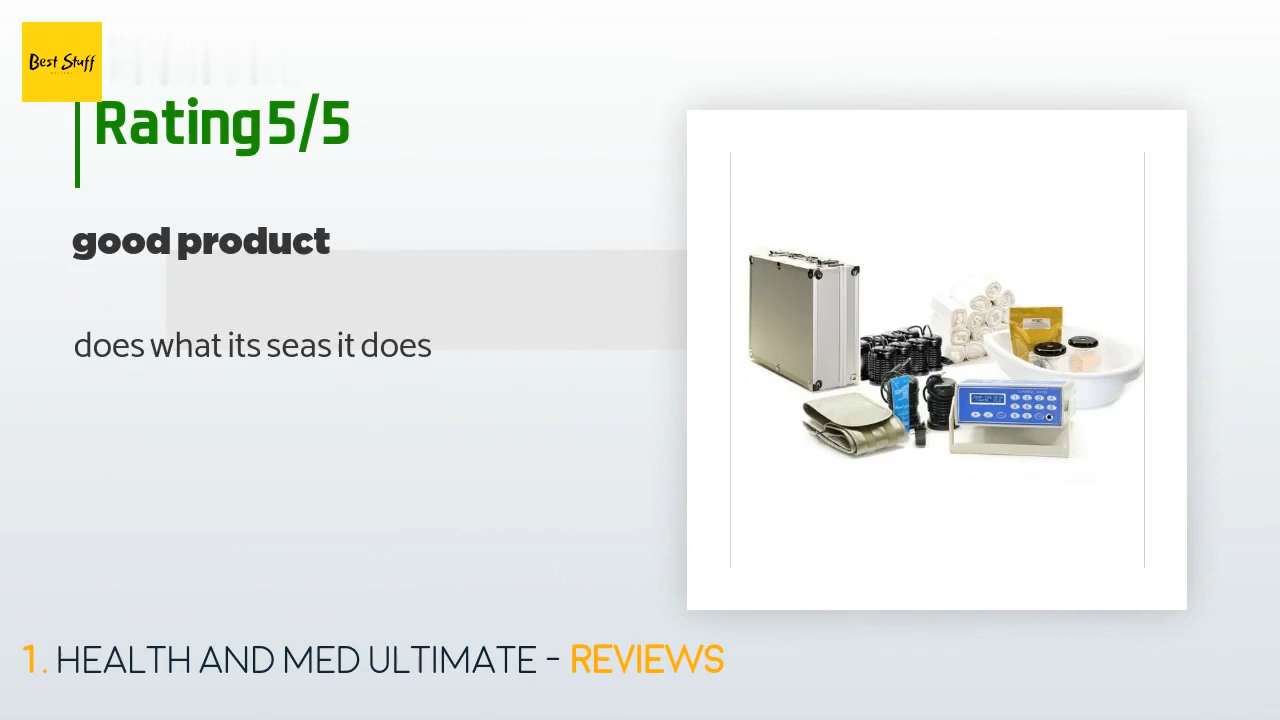 Best Stuff
Rating 5/5
good product
does what its seas it does
1. HEALTH AND MED ULTIMATE - REVIEWS